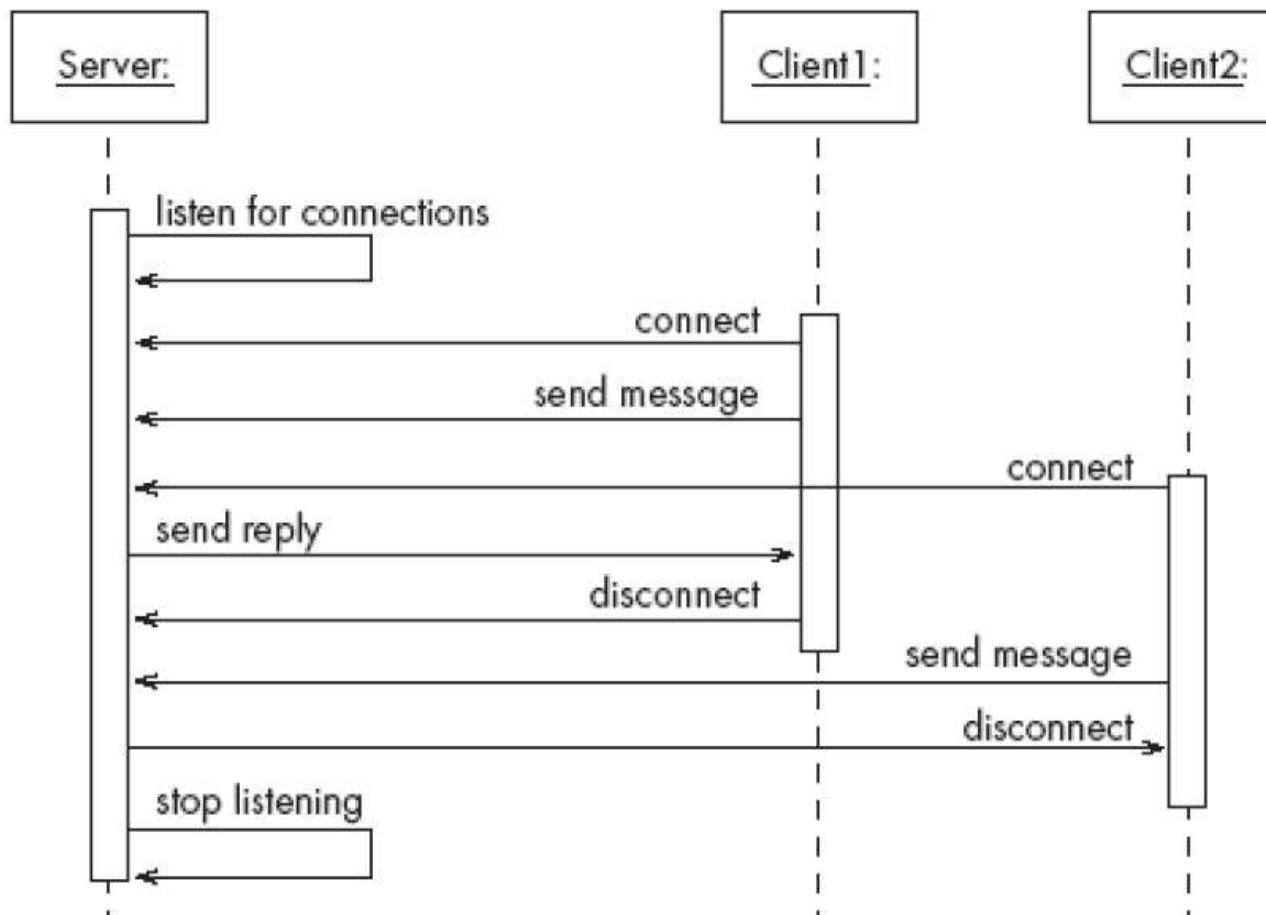 Server:
Client1:
Client2:
listen for connections
connect
send message
connect
send reply
disconnect
send message
disconnect
stop listening